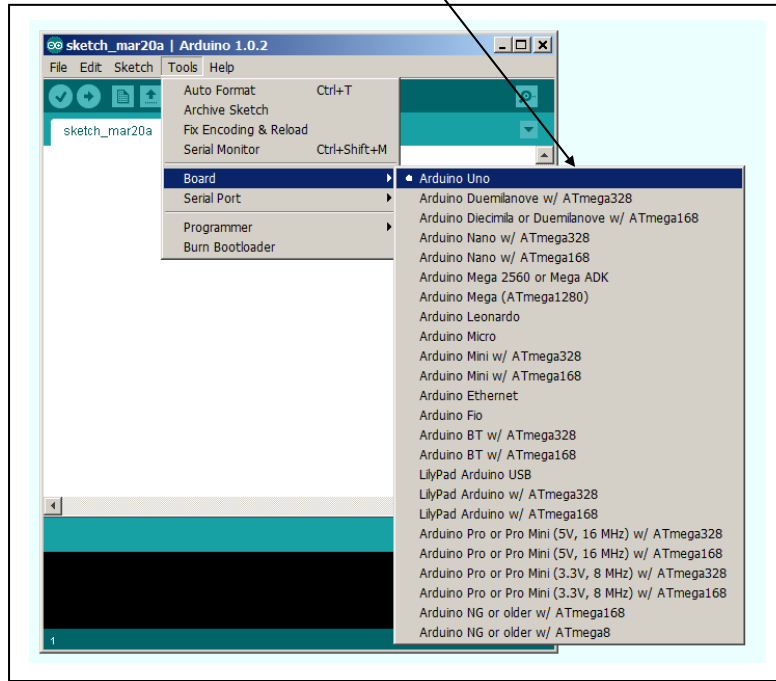 sketch_mar20a | Arduino 1.0.2
File Edit Sketch Tools Help
sketch_mar20a
Auto Format Ctrl+T
Archive Sketch
Fix Encoding & Reload
Serial Monitor Ctrl+Shift+M
Board
Serial Port
Programmer
Burn Bootloader
Arduino Uno
Arduino Duemilanove w/ ATmega328
Arduino Diecimila or Duemilanove w/ ATmega168
Arduino Nano w/ ATmega328
Arduino Nano w/ ATmega168
Arduino Mega 2560 or Mega ADK
Arduino Mega (ATmega1280)
Arduino Leonardo
Arduino Micro
Arduino Mini w/ ATmega328
Arduino Mini w/ ATmega168
Arduino Ethernet
Arduino Fio
Arduino BT w/ ATmega328
Arduino BT w/ ATmega168
LilyPad Arduino USB
LilyPad Arduino w/ ATmega328
LilyPad Arduino w/ ATmega168
Arduino Pro or Pro Mini (5V, 16 MHz) w/ ATmega328
Arduino Pro or Pro Mini (5V, 16 MHz) w/ ATmega168
Arduino Pro or Pro Mini (3.3V, 8 MHz) w/ ATmega328
Arduino Pro or Pro Mini (3.3V, 8 MHz) w/ ATmega168
Arduino NG or older w/ ATmega168
Arduino NG or older w/ ATmega8
1